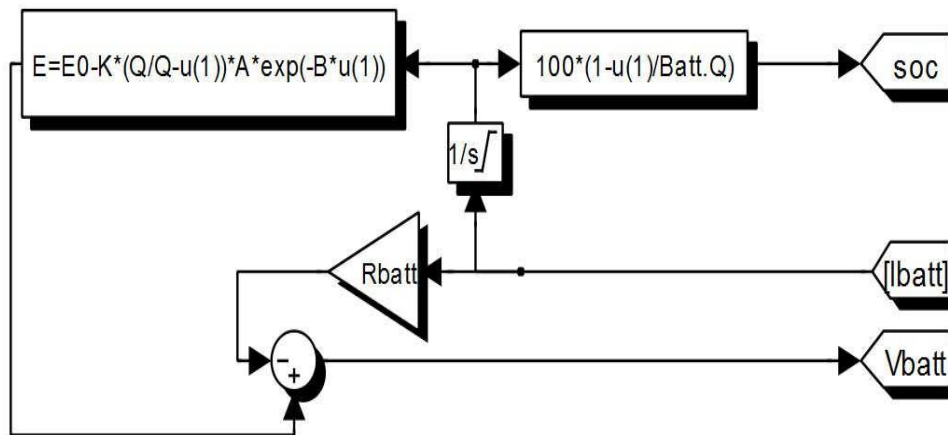 E=E0-K*(Q/Q-u(1))*A*exp(-B*u(1))
100*(1-u(1)/Batt.Q)
soc
1/s
Rbatt
[Ibatt]
-
+
Vbatt